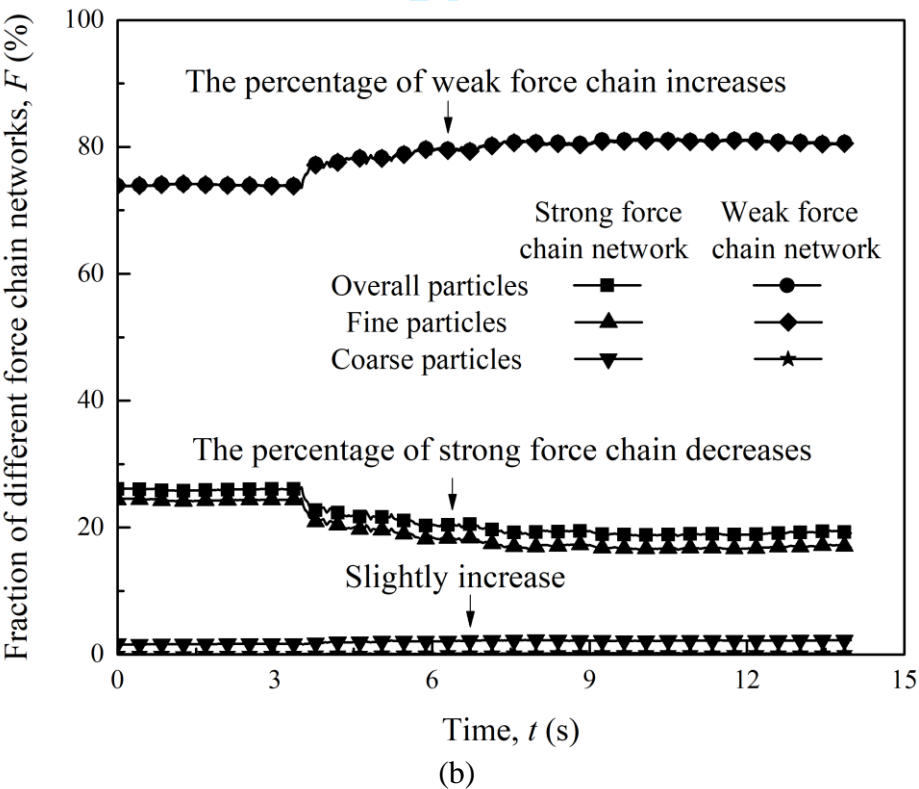 Fraction of different force chain networks, F (%)
100
80
60
40
20
0
The percentage of weak force chain increases
Strong force chain network
Weak force chain network
Overall particles
Fine particles
Coarse particles
The percentage of strong force chain decreases
Slightly increase
0 3 6 9 12 15
Time, t (s)
(b)